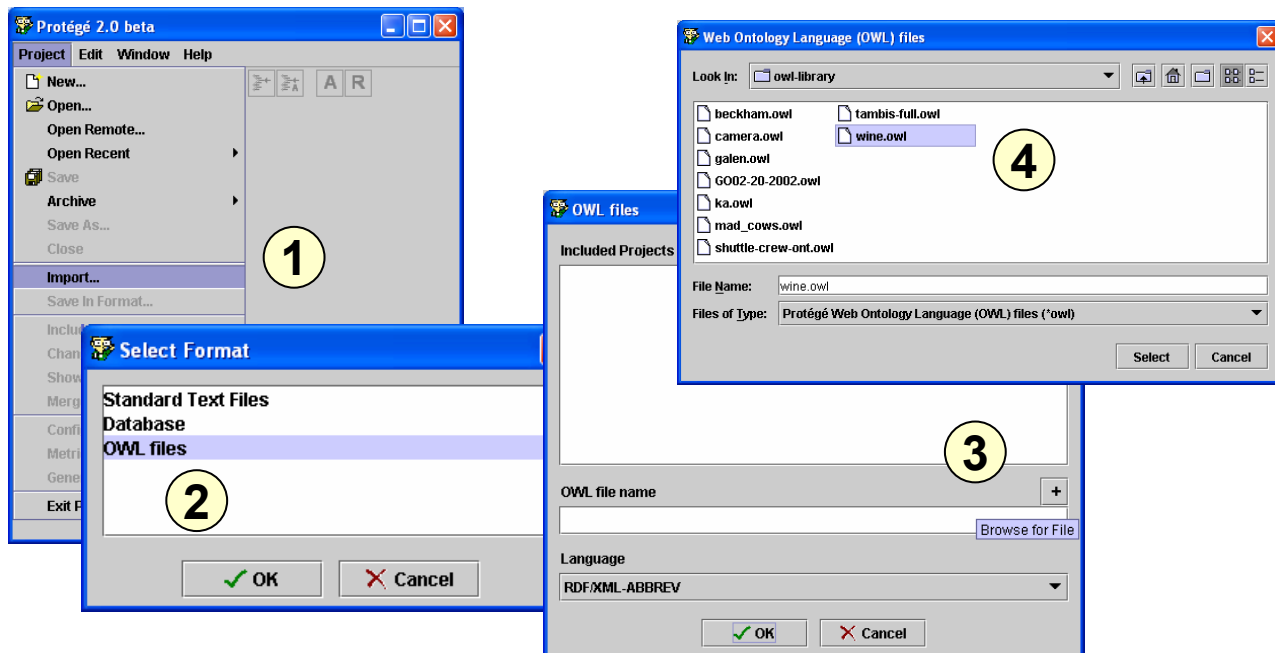 Protégé 2.0 beta
Project Edit Window Help
New...
Open...
Open Remote...
Open Recent
Save
Archive
Save As...
Close
Import...
Save In Format...
A R
1
Select Format
Standard Text Files
Database
OWL files
2
OK Cancel
OWL files
Included Projects
3
OWL file name
+
Browse for File
Language
RDF/XML-ABBREV
OK Cancel
Web Ontology Language (OWL) files
Look In: owl-library
beckham.owl tambis-full.owl
camera.owl wine.owl
galen.owl
GO02-20-2002.owl
ka.owl
mad_cows.owl
shuttle-crew-ont.owl
4
File Name: wine.owl
Files of Type: Protégé Web Ontology Language (OWL) files (*owl)
Select Cancel